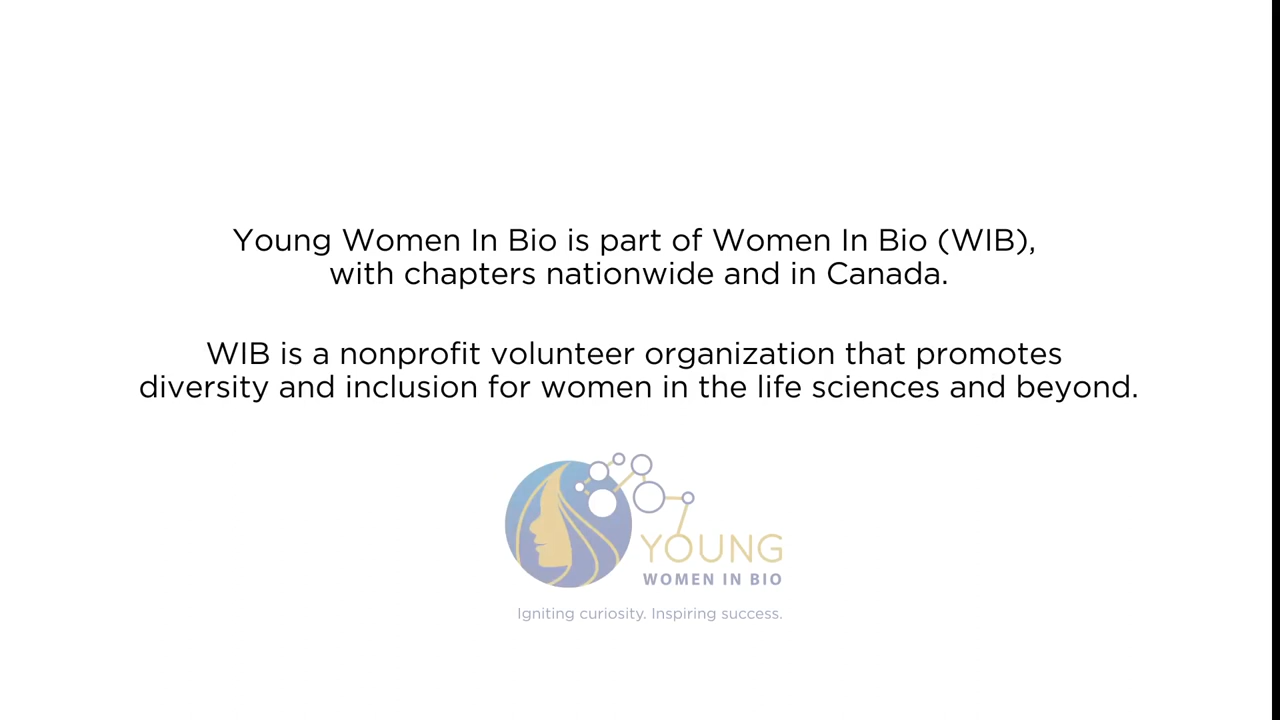 Young Women In Bio is part of Women In Bio (WIB),
with chapters nationwide and in Canada.
WIB is a nonprofit volunteer organization that promotes
diversity and inclusion for women in the life sciences and beyond.
YOUNG
WOMEN IN BIO
Igniting curiosity. Inspiring success.